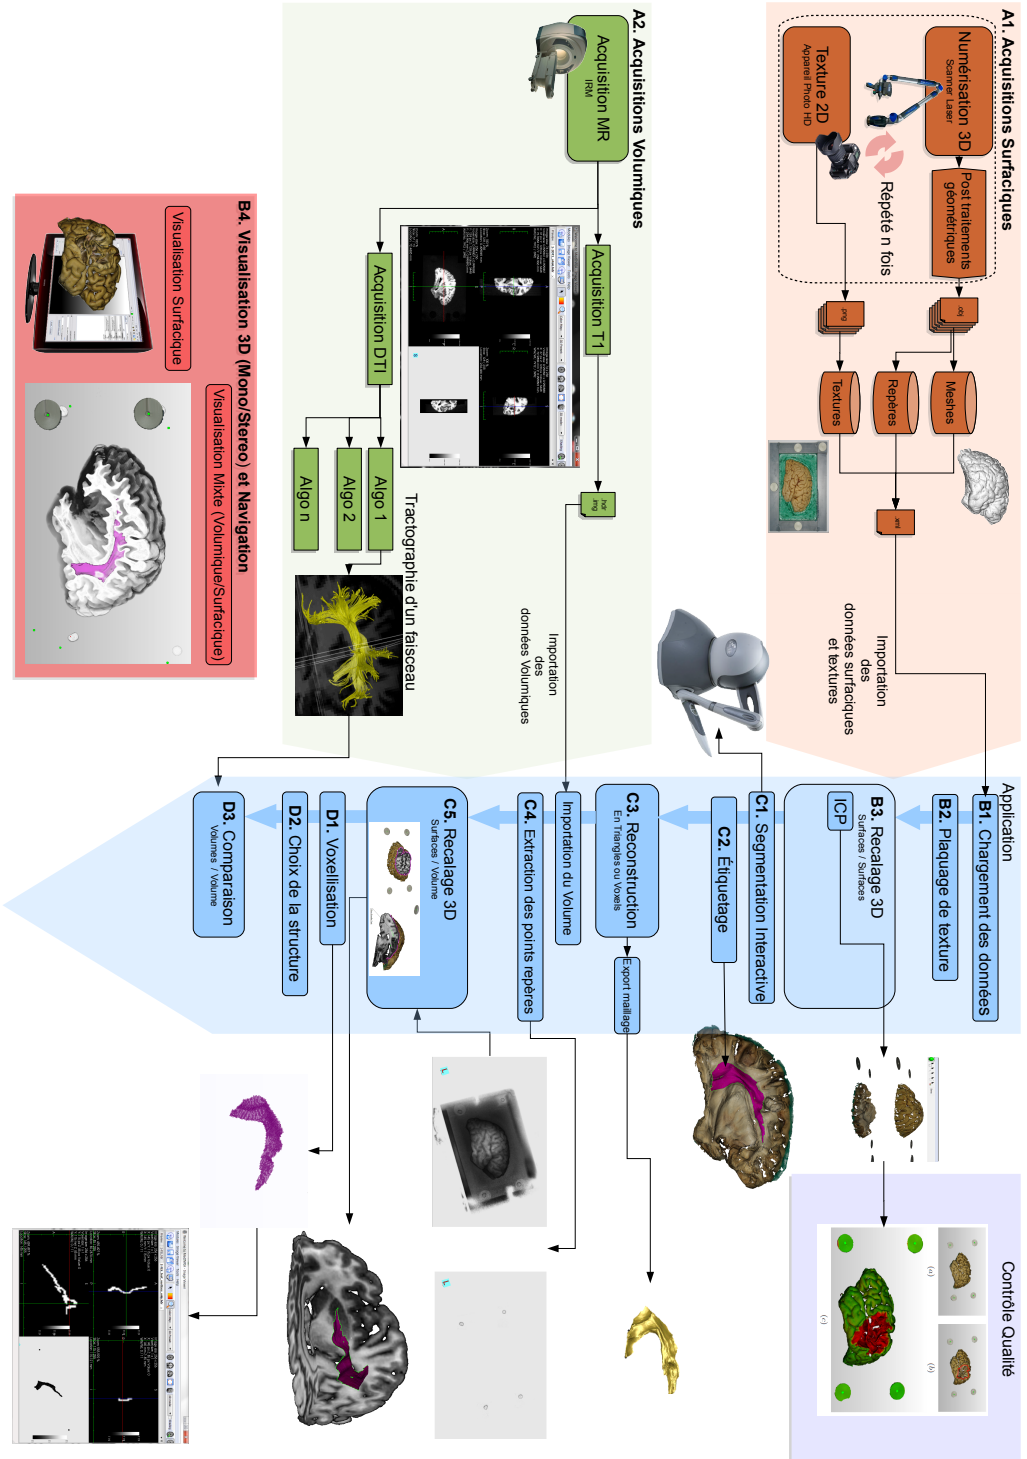 A1. Acquisitions Surfaciques
Numérisation 3D
Scanner Laser
Post traitements
géométriques
Texture 2D
Appareil Photo HD
Répété n fois
.obj
.png
Meshes
Repères
Textures
.xml
Importation
des
données surfaciques
et textures
A2. Acquisitions Volumiques
Acquisition MR
IRM
Acquisition T1
Acquisition DTI
.hdr
.img
Algo 1
Algo 2
Algo n
Tractographie d'un faisceau
Importation
des
données Volumiques
B4. Visualisation 3D (Mono/Stereo) et Navigation
Visualisation Surfacique
Visualisation Mixte (Volumique/Surfacique)
Application
B1. Chargement des données
B2. Plaquage de texture
B3. Recalage 3D
Surfaces / Surfaces
ICP
C1. Segmentation Interactive
C2. Étiquetage
C3. Reconstruction
En Triangles ou Voxels
Export maillage
Importation du Volume
C4. Extraction des points repères
C5. Recalage 3D
Surfaces / Volume
D1. Voxellisation
D2. Choix de la structure
D3. Comparaison
Volumes / Volume
Contrôle Qualité
(a)
(b)
(c)
L
L